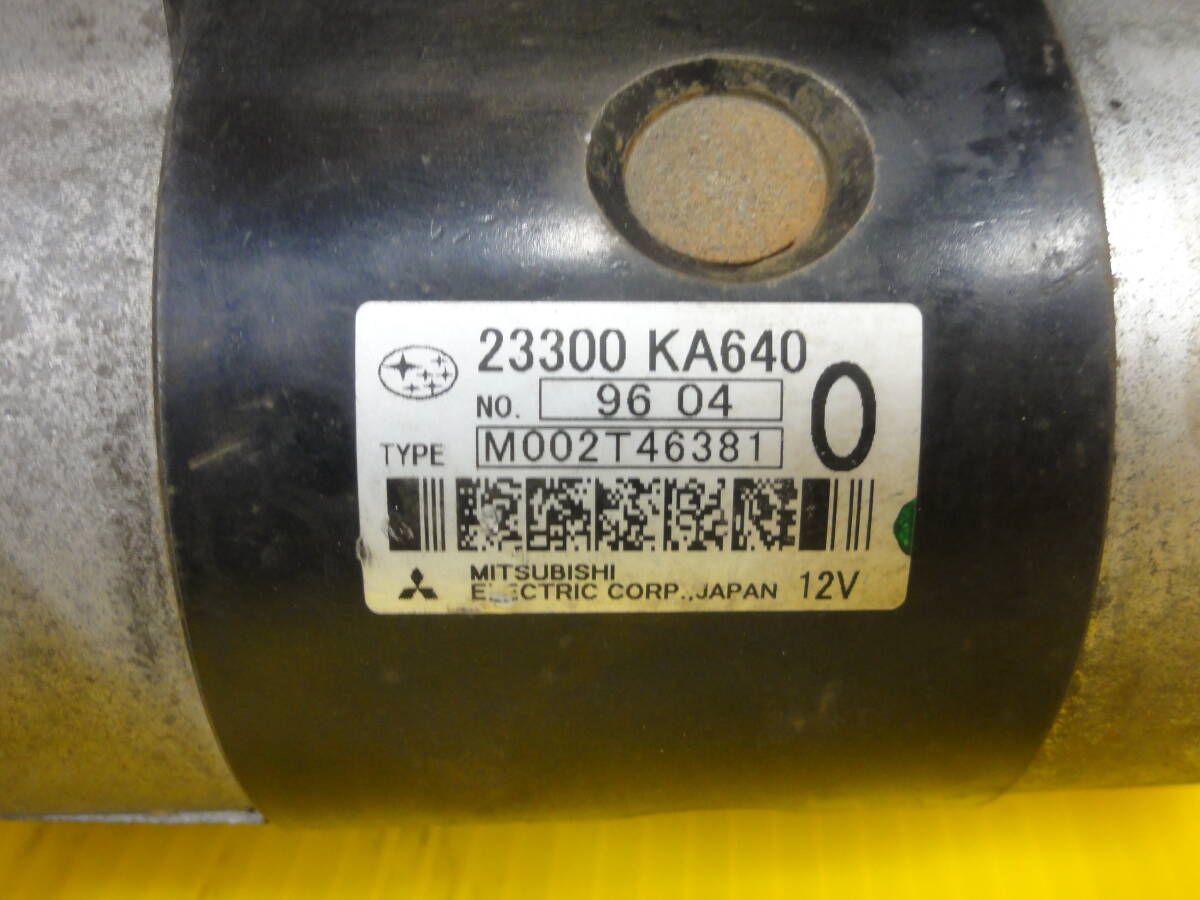 23300 KA640
NO. 96 04 0
TYPE M002T46381
MITSUBISHI
ELECTRIC CORP.,JAPAN 12V